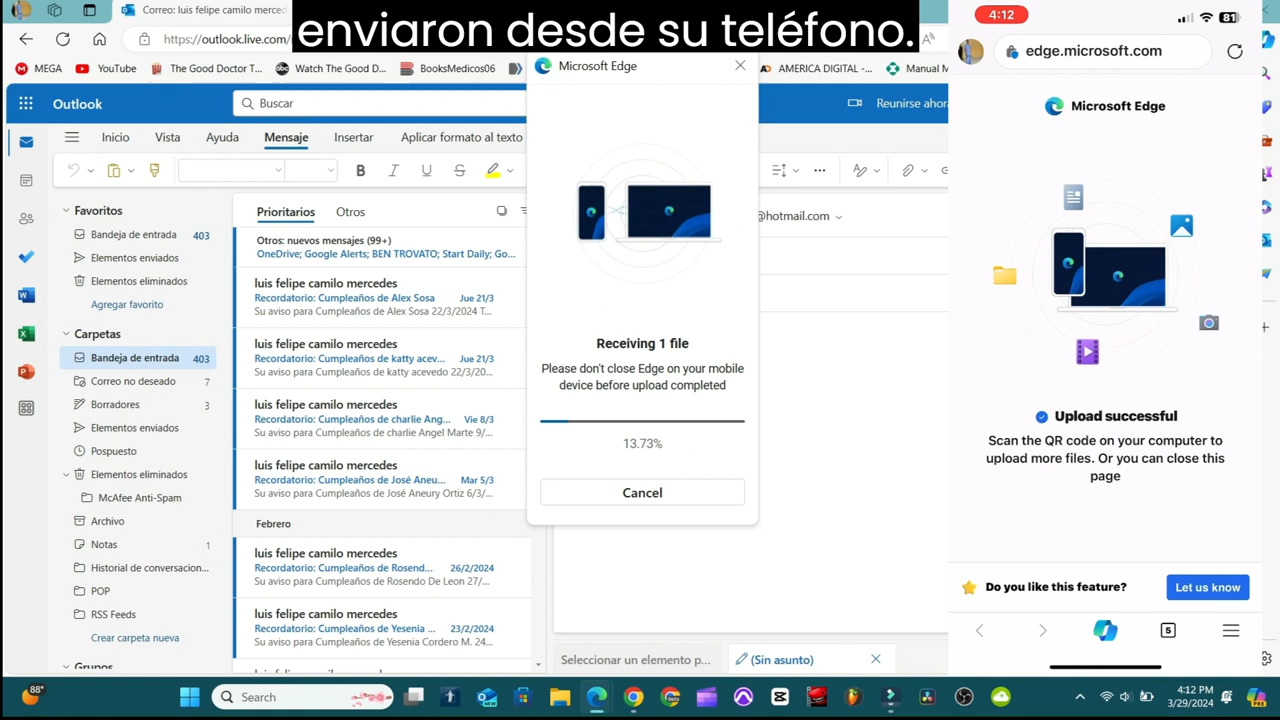 enviaron desde su teléfono.
Correo: luis felipe camilo merced
https://outlook.live.com/
MEGA
YouTube
The Good Doctor T...
Watch The Good D...
BooksMedicos06
AMERICA DIGITAL -...
Manual M
Outlook
Buscar
Reunirse ahora
Inicio
Vista
Ayuda
Mensaje
Insertar
Aplicar formato al texto
B I U S
@hotmail.com
Favoritos
Bandeja de entrada 403
Elementos enviados
Elementos eliminados
Agregar favorito
Carpetas
Bandeja de entrada 403
Correo no deseado 7
Borradores 3
Elementos enviados
Pospuesto
Elementos eliminados
McAfee Anti-Spam
Archivo
Notas 1
Historial de conversacion...
POP
RSS Feeds
Crear carpeta nueva
Grupos
Prioritarios Otros
Otros: nuevos mensajes (99+)
OneDrive; Google Alerts; BEN TROVATO; Start Daily; Go...
luis felipe camilo mercedes
Recordatorio: Cumpleaños de Alex Sosa Jue 21/3
Su aviso para Cumpleaños de Alex Sosa 22/3/2024 T...
luis felipe camilo mercedes
Recordatorio: Cumpleaños de katty acev... Jue 21/3
Su aviso para Cumpleaños de katty acevedo 22/3/20...
luis felipe camilo mercedes
Recordatorio: Cumpleaños de charlie Ang... Vie 8/3
Su aviso para Cumpleaños de charlie Angel Marte 9/...
luis felipe camilo mercedes
Recordatorio: Cumpleaños de José Aneu... Mar 5/3
Su aviso para Cumpleaños de José Aneury Ortiz 6/3/...
Febrero
luis felipe camilo mercedes
Recordatorio: Cumpleaños de Rosend... 26/2/2024
Su aviso para Cumpleaños de Rosendo De Leon 27/...
luis felipe camilo mercedes
Recordatorio: Cumpleaños de Yesenia ... 23/2/2024
Su aviso para Cumpleaños de Yesenia Cordero M. 24...
Microsoft Edge
Receiving 1 file
Please don't close Edge on your mobile
device before upload completed
13.73%
Cancel
Seleccionar un elemento p...
(Sin asunto)
4:12
81
edge.microsoft.com
Microsoft Edge
Upload successful
Scan the QR code on your computer to
upload more files. Or you can close this
page
Do you like this feature?
Let us know
5
88°
Search
4:12 PM
3/29/2024